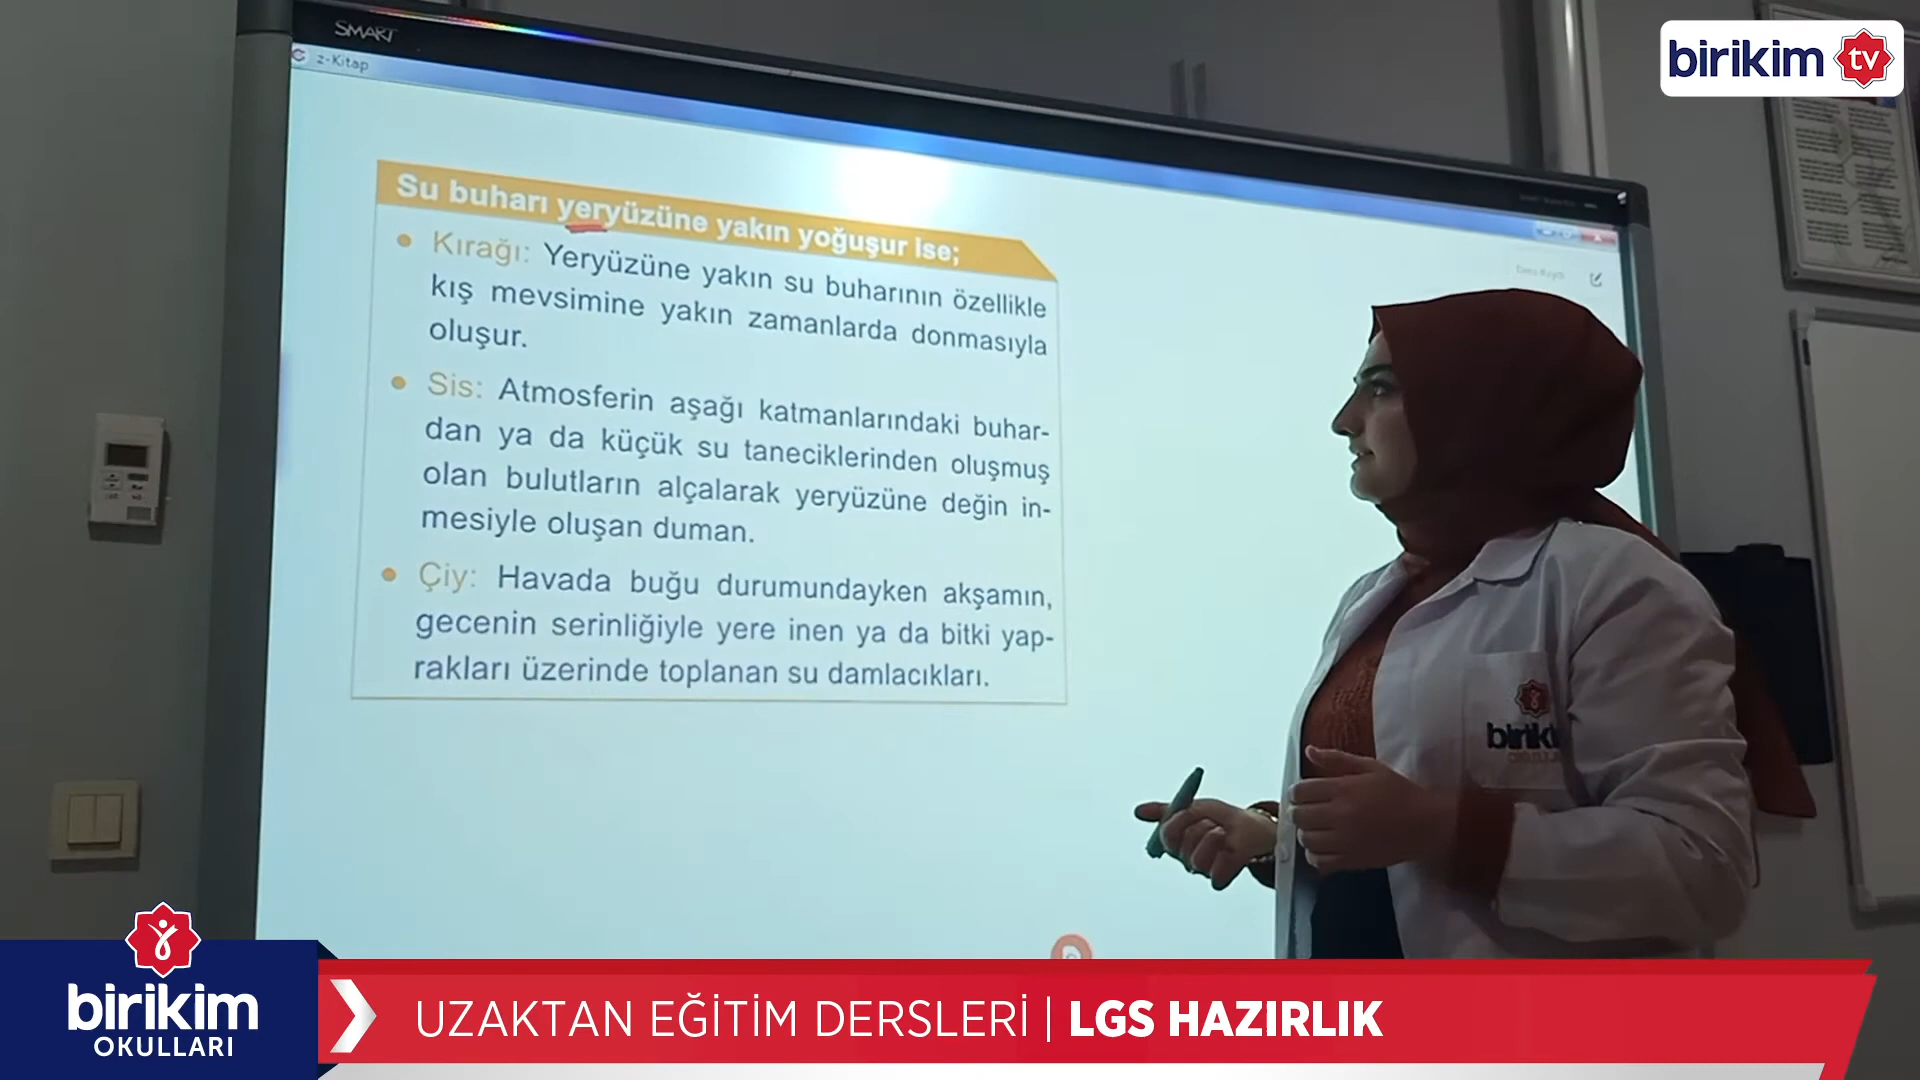 SMART
birikim tv
z-Kitap
Su buharı yeryüzüne yakın yoğuşur ise;
• Kırağı: Yeryüzüne yakın su buharının özellikle
kış mevsimine yakın zamanlarda donmasıyla
oluşur.
• Sis: Atmosferin aşağı katmanlarındaki buhar-
dan ya da küçük su taneciklerinden oluşmuş
olan bulutların alçalarak yeryüzüne değin in-
mesiyle oluşan duman.
• Çiy: Havada buğu durumundayken akşamın,
gecenin serinliğiyle yere inen ya da bitki yap-
rakları üzerinde toplanan su damlacıkları.
birikim
OKULLARI
UZAKTAN EĞİTİM DERSLERİ | LGS HAZIRLIK